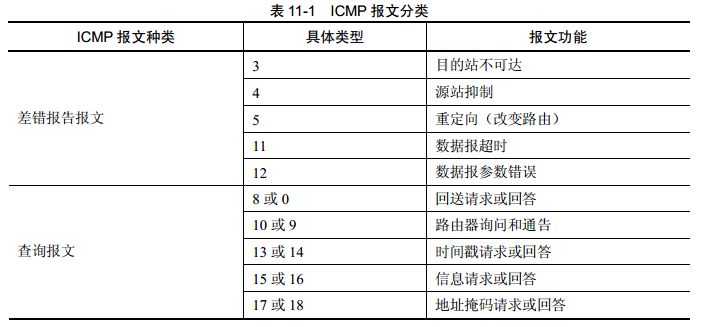 表 11-1 ICMP 报文分类
ICMP 报文种类 具体类型 报文功能
差错报告报文
3 目的站不可达
4 源站抑制
5 重定向（改变路由）
11 数据报超时
12 数据报参数错误
查询报文
8 或 0 回送请求或回答
10 或 9 路由器询问和通告
13 或 14 时间戳请求或回答
15 或 16 信息请求或回答
17 或 18 地址掩码请求或回答